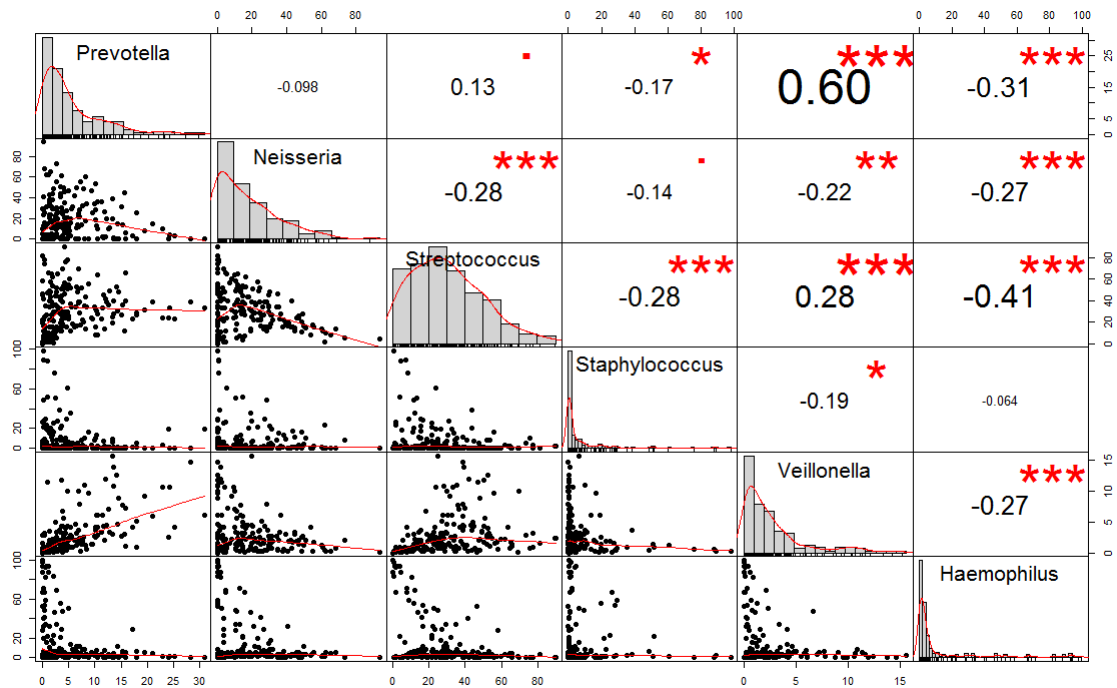 0 20 40 60 80 0 20 40 60 80 100 0 20 40 60 80 100
Prevotella
-0.098
.
0.13
*
-0.17
***
0.60
***
-0.31
0 5 15 25
0 20 40 60 80
Neisseria
***
-0.28
.
-0.14
**
-0.22
***
-0.27
Streptococcus
***
-0.28
***
0.28
***
-0.41
0 20 40 60 80
0 20 60 100
Staphylococcus
*
-0.19
-0.064
Veillonella
***
-0.27
0 5 10 15
0 20 60 100
Haemophilus
0 5 10 15 20 25 30 0 20 40 60 80 0 5 10 15